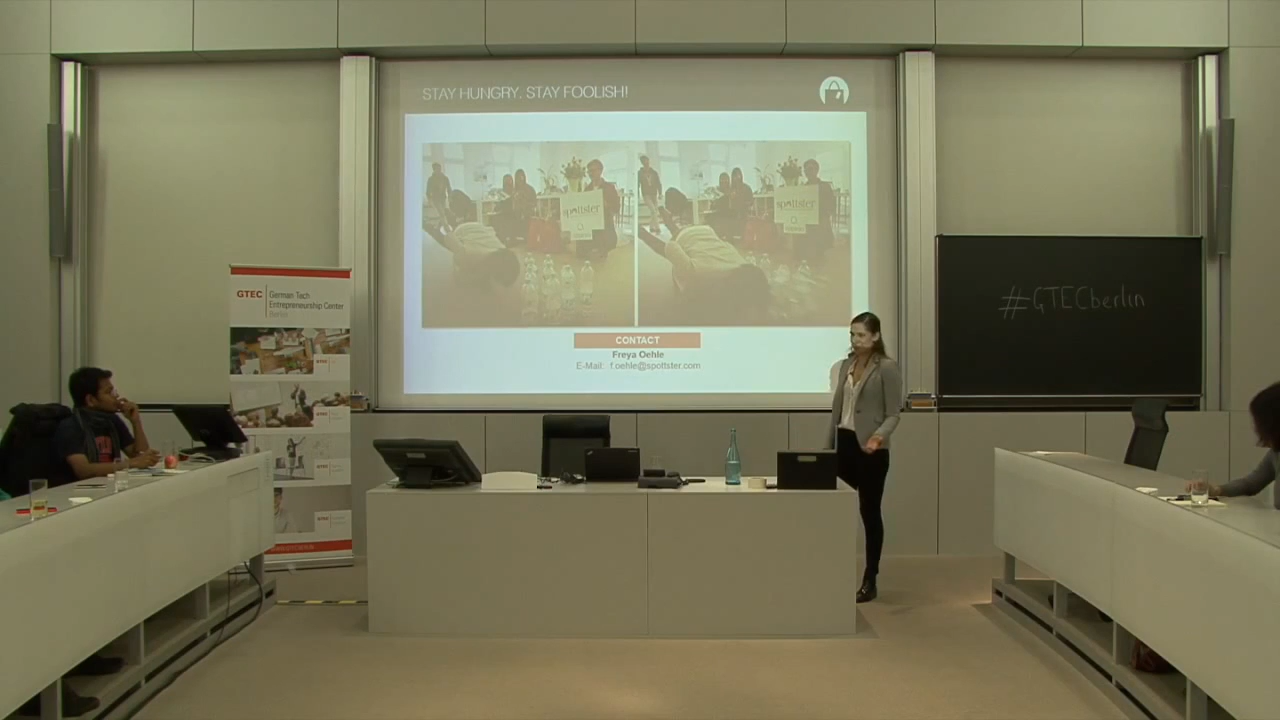 STAY HUNGRY. STAY FOOLISH!
spottster
CONTACT
Freya Oehle
E-Mail: f.oehle@spottster.com
GTEC
German Tech
Entrepreneurship Center
Berlin
#GTECberlin